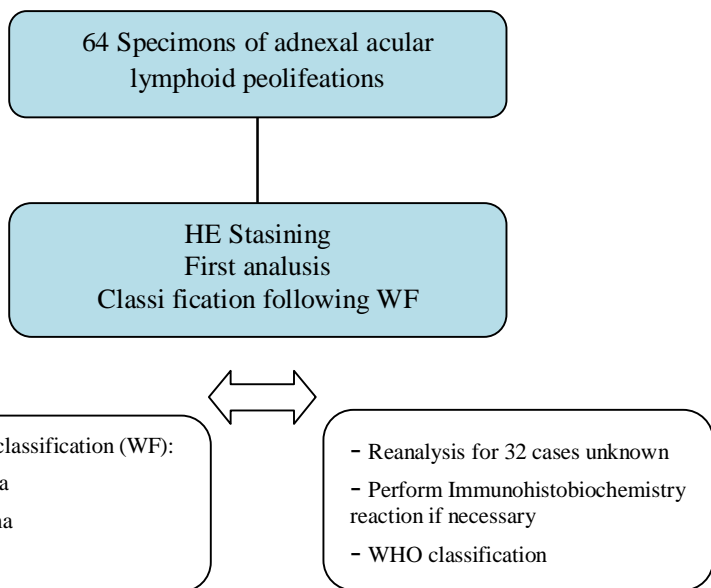 64 Specimons of adnexal acular
lymphoid peolifeations
HE Stasining
First analusis
Classi fication following WF
classification (WF):
a
na
- Reanalysis for 32 cases unknown
- Perform Immunohistobiochemistry
reaction if necessary
- WHO classification